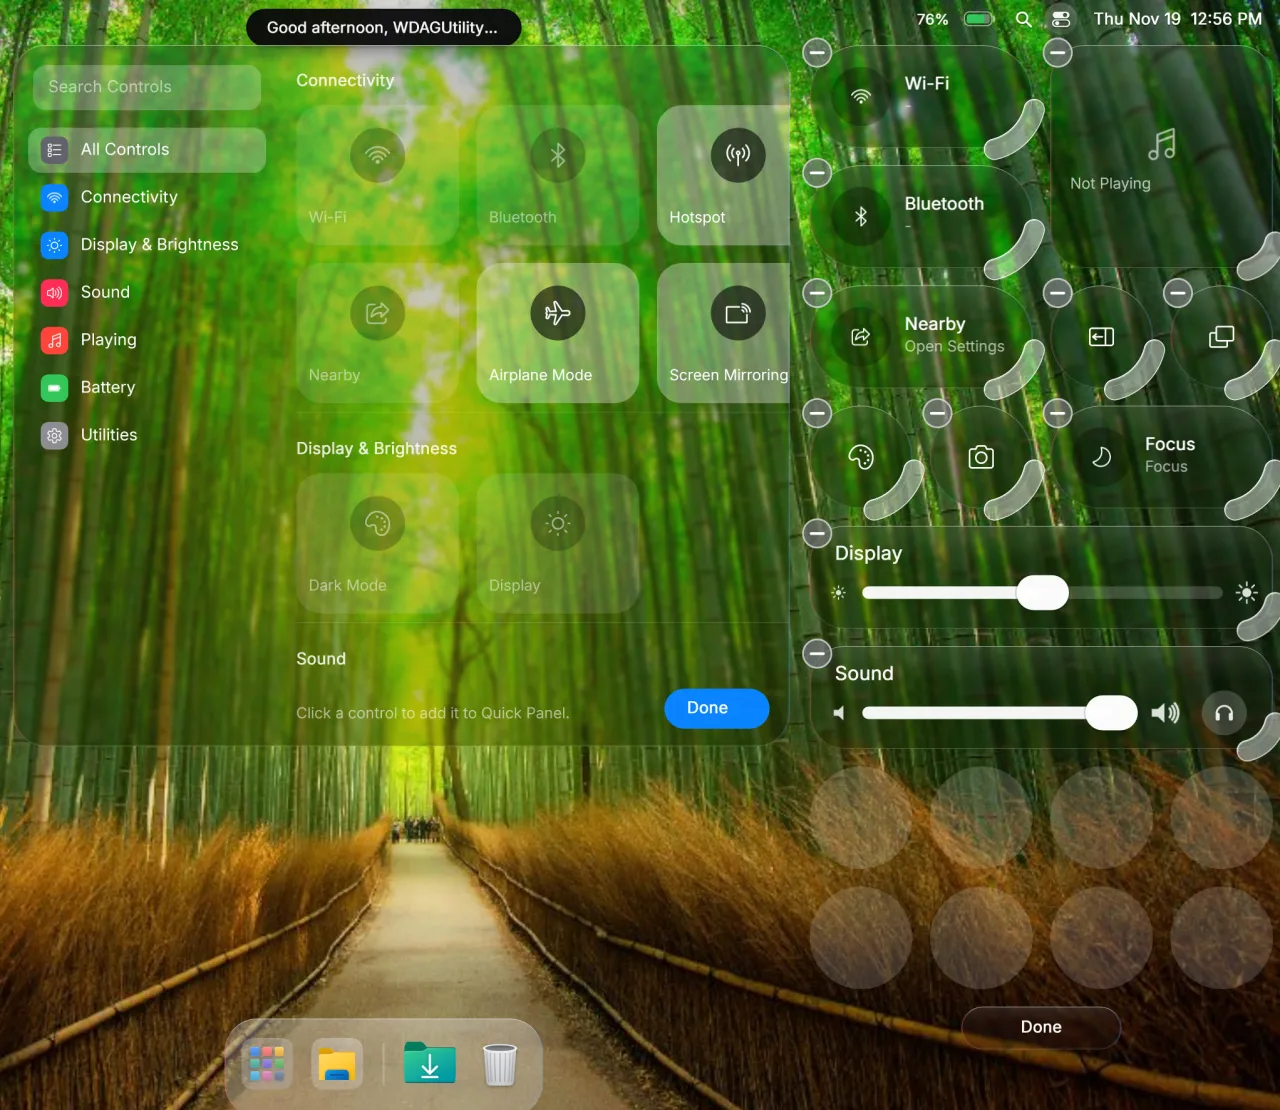 Good afternoon, WDAGUtility...
76%
Thu Nov 19 12:56 PM
Search Controls
All Controls
Connectivity
Display & Brightness
Sound
Playing
Battery
Utilities
Connectivity
Wi-Fi
Bluetooth
Hotspot
Nearby
Airplane Mode
Screen Mirroring
Display & Brightness
Dark Mode
Display
Sound
Click a control to add it to Quick Panel.
Done
Wi-Fi
-
Not Playing
Bluetooth
-
Nearby
Open Settings
Focus
Focus
Display
Sound
Done